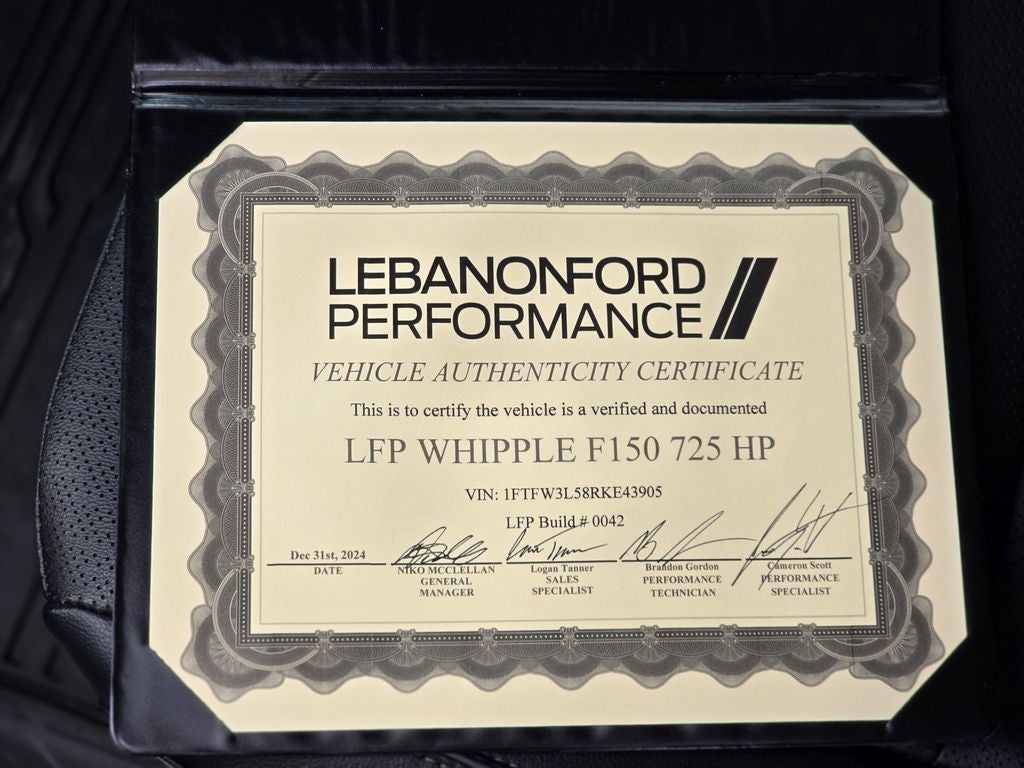 LEBANONFORD
PERFORMANCE
VEHICLE AUTHENTICITY CERTIFICATE
This is to certify the vehicle is a verified and documented
LFP WHIPPLE F150 725 HP
VIN: 1FTFW3L58RKE43905
LFP Build # 0042
Dec 31st, 2024
DATE
NIKO MCCLELLAN
GENERAL
MANAGER
Logan Tanner
SALES
SPECIALIST
Brandon Gordon
PERFORMANCE
TECHNICIAN
Cameron Scott
PERFORMANCE
SPECIALIST